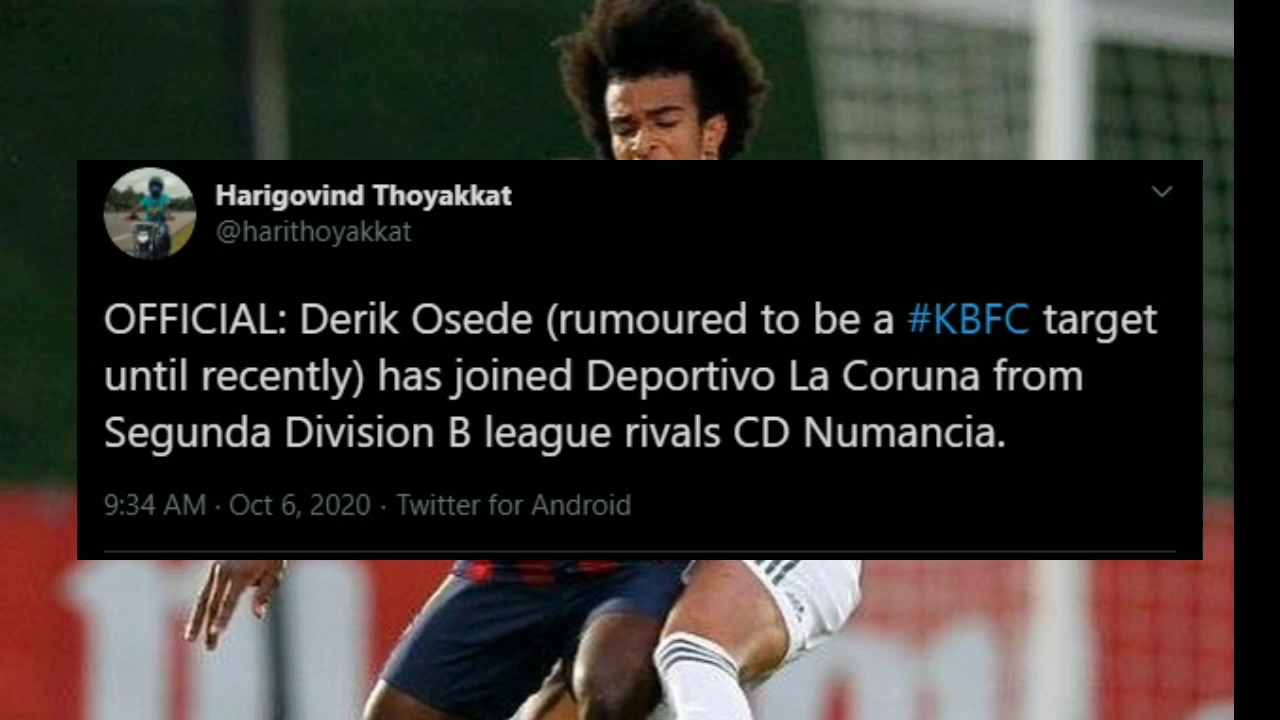 Harigovind Thoyakkat
@harithoyakkat
OFFICIAL: Derik Osede (rumoured to be a #KBFC target
until recently) has joined Deportivo La Coruna from
Segunda Division B league rivals CD Numancia.
9:34 AM · Oct 6, 2020 · Twitter for Android